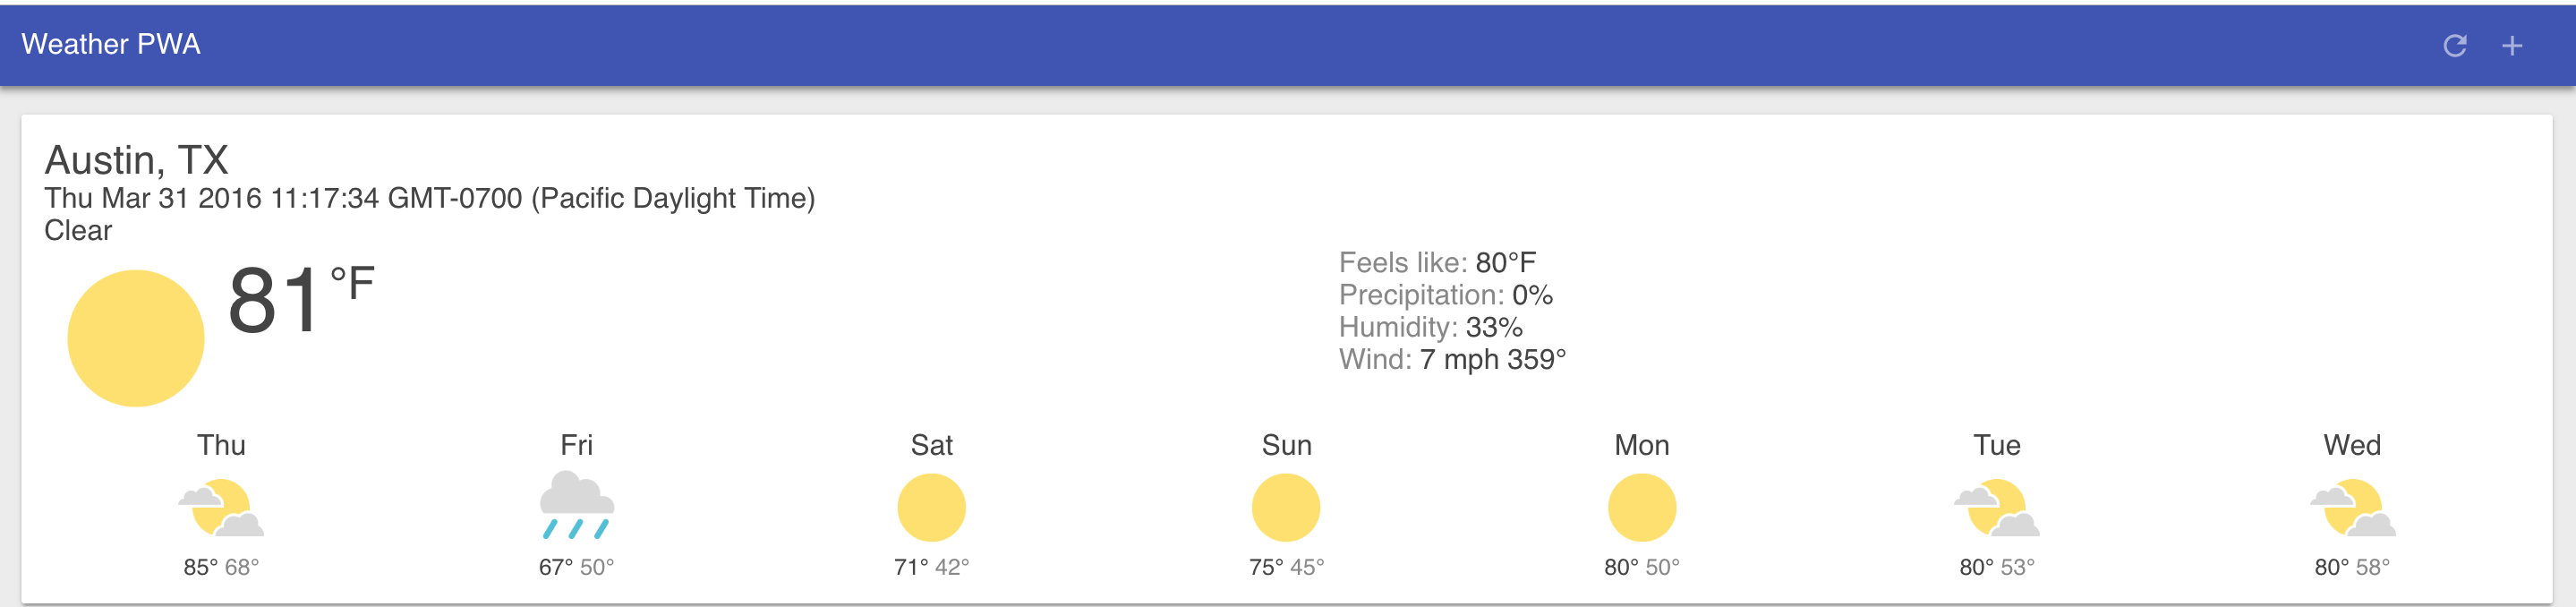 Weather PWA
Austin, TX
Thu Mar 31 2016 11:17:34 GMT-0700 (Pacific Daylight Time)
Clear
81 °F
Feels like: 80°F
Precipitation: 0%
Humidity: 33%
Wind: 7 mph 359°
Thu Fri Sat Sun Mon Tue Wed
85° 68° 67° 50° 71° 42° 75° 45° 80° 50° 80° 53° 80° 58°